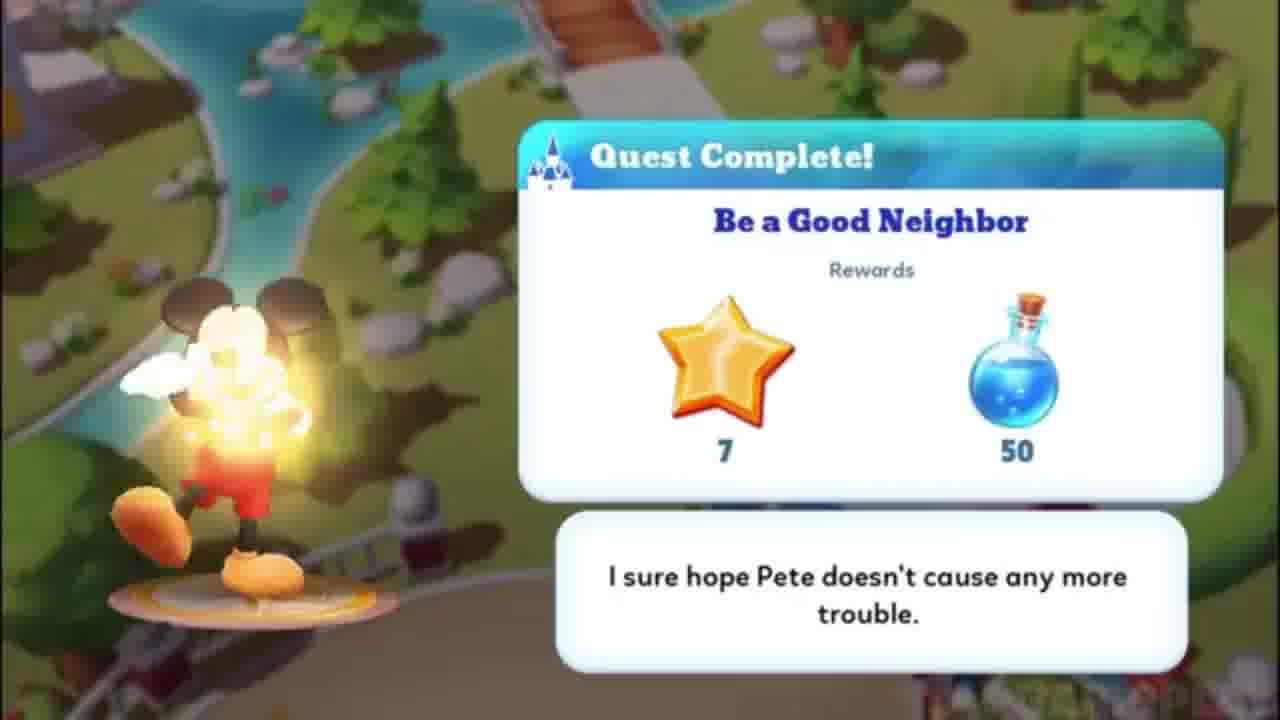 Quest Complete!
Be a Good Neighbor
Rewards
7
50
I sure hope Pete doesn't cause any more
trouble.